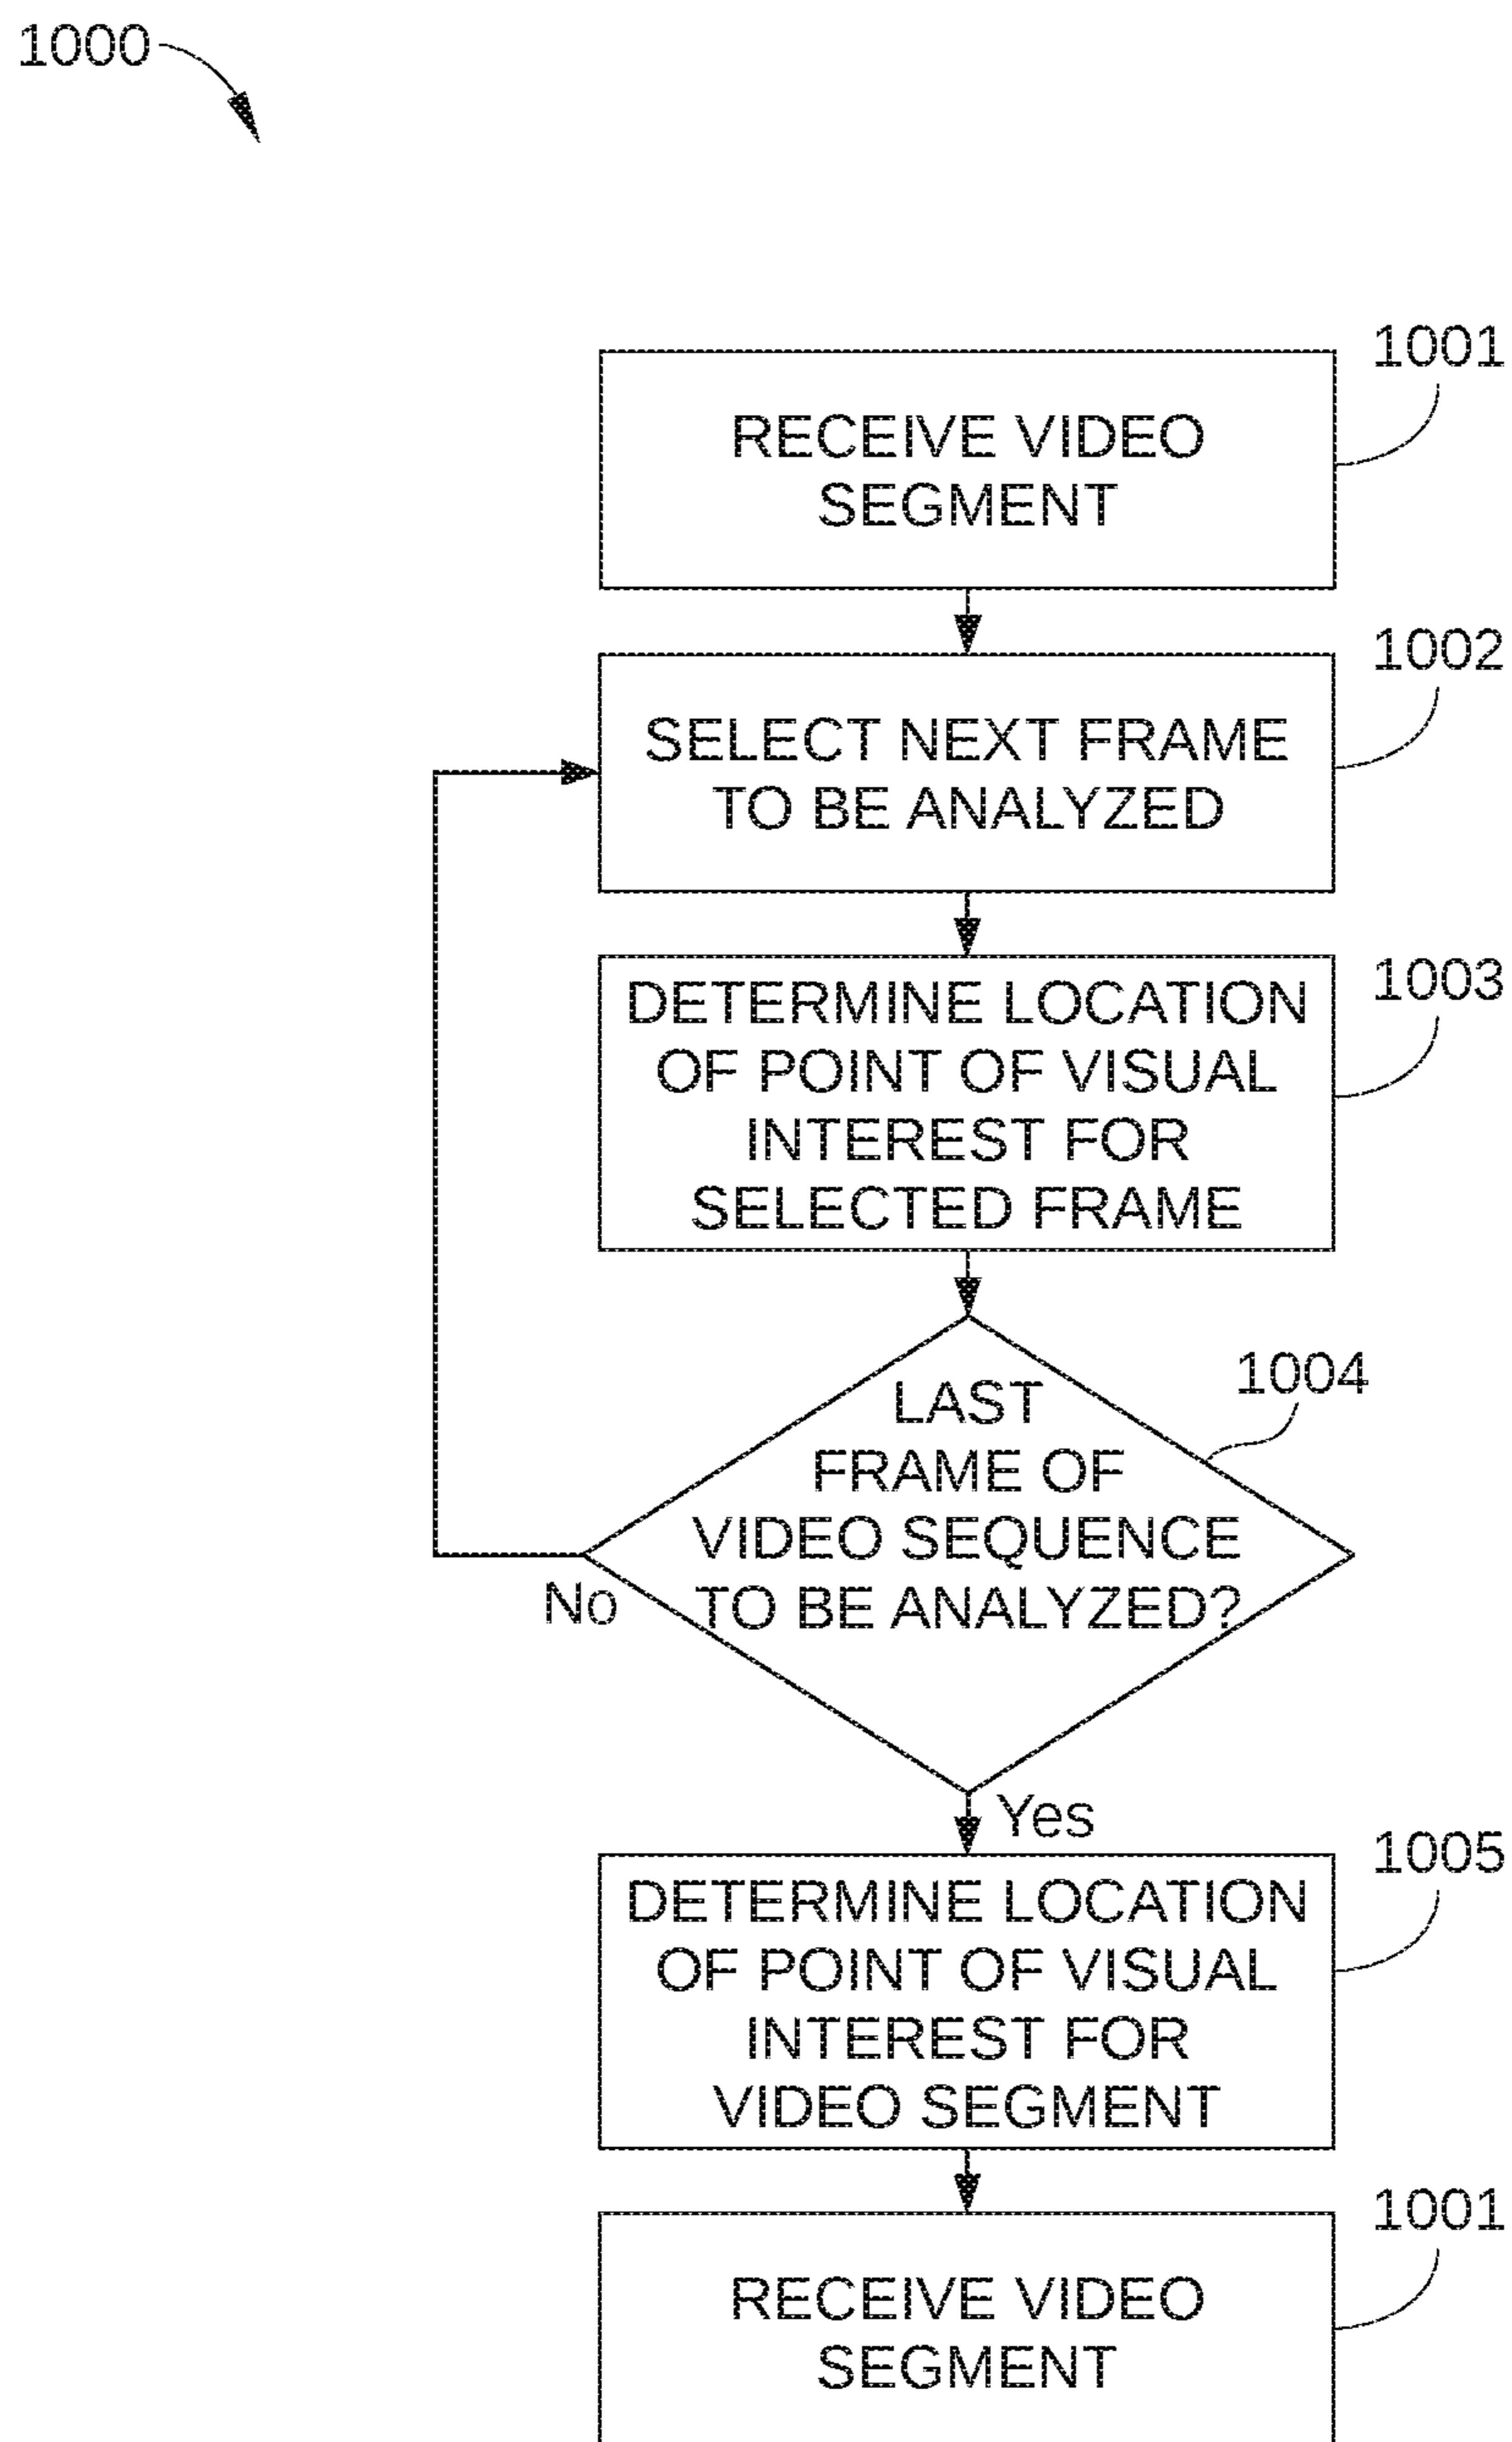 1000
1001
RECEIVE VIDEO
SEGMENT
1002
SELECT NEXT FRAME
TO BE ANALYZED
1003
DETERMINE LOCATION
OF POINT OF VISUAL
INTEREST FOR
SELECTED FRAME
1004
LAST
FRAME OF
VIDEO SEQUENCE
TO BE ANALYZED?
No
Yes
1005
DETERMINE LOCATION
OF POINT OF VISUAL
INTEREST FOR
VIDEO SEGMENT
1001
RECEIVE VIDEO
SEGMENT